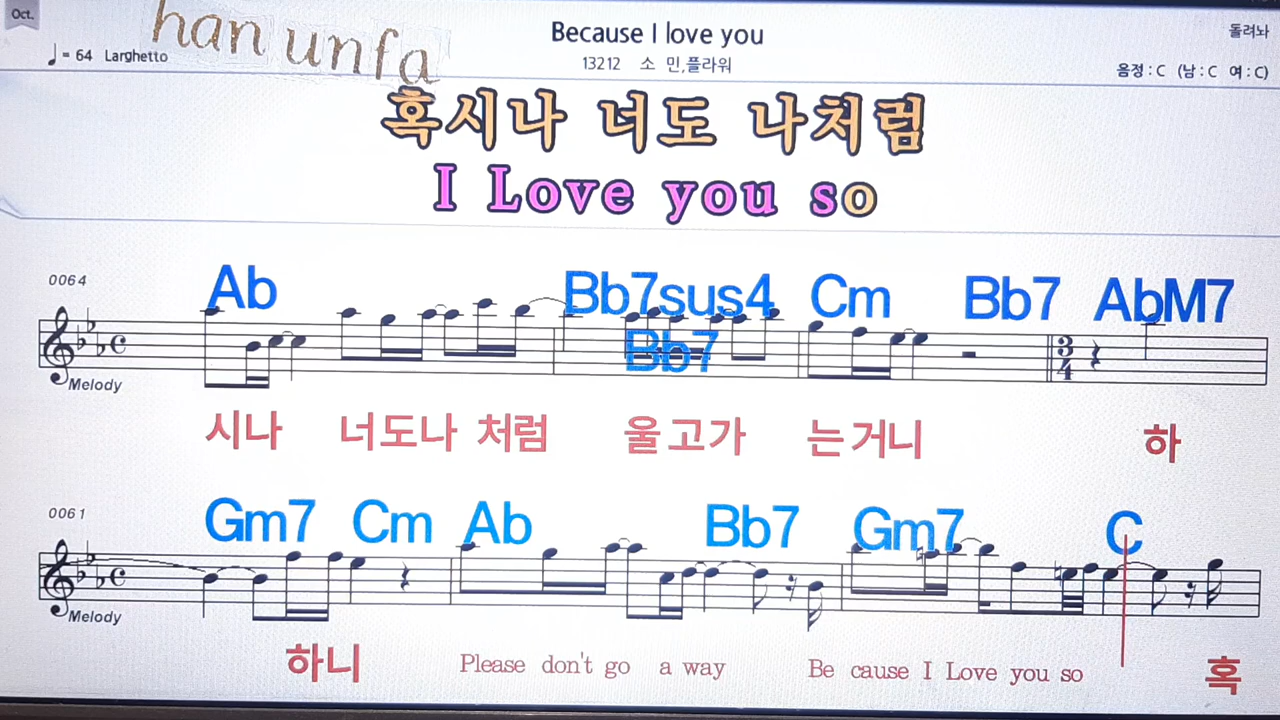 Oct.
han unfa
Because I love you
돌려놔
♩= 64 Larghetto
13212 소 민,플라워
음정 : C (남 : C 여 : C)
혹시나 너도 나처럼
I Love you so
0064
Ab Bb7sus4 Cm Bb7 AbM7
Bb7
3
4
Melody
시나 너도나 처럼 울고가 는거니 하
0061
Gm7 Cm Ab Bb7 Gm7 C
Melody
하니 Please don't go a way Be cause I Love you so 혹